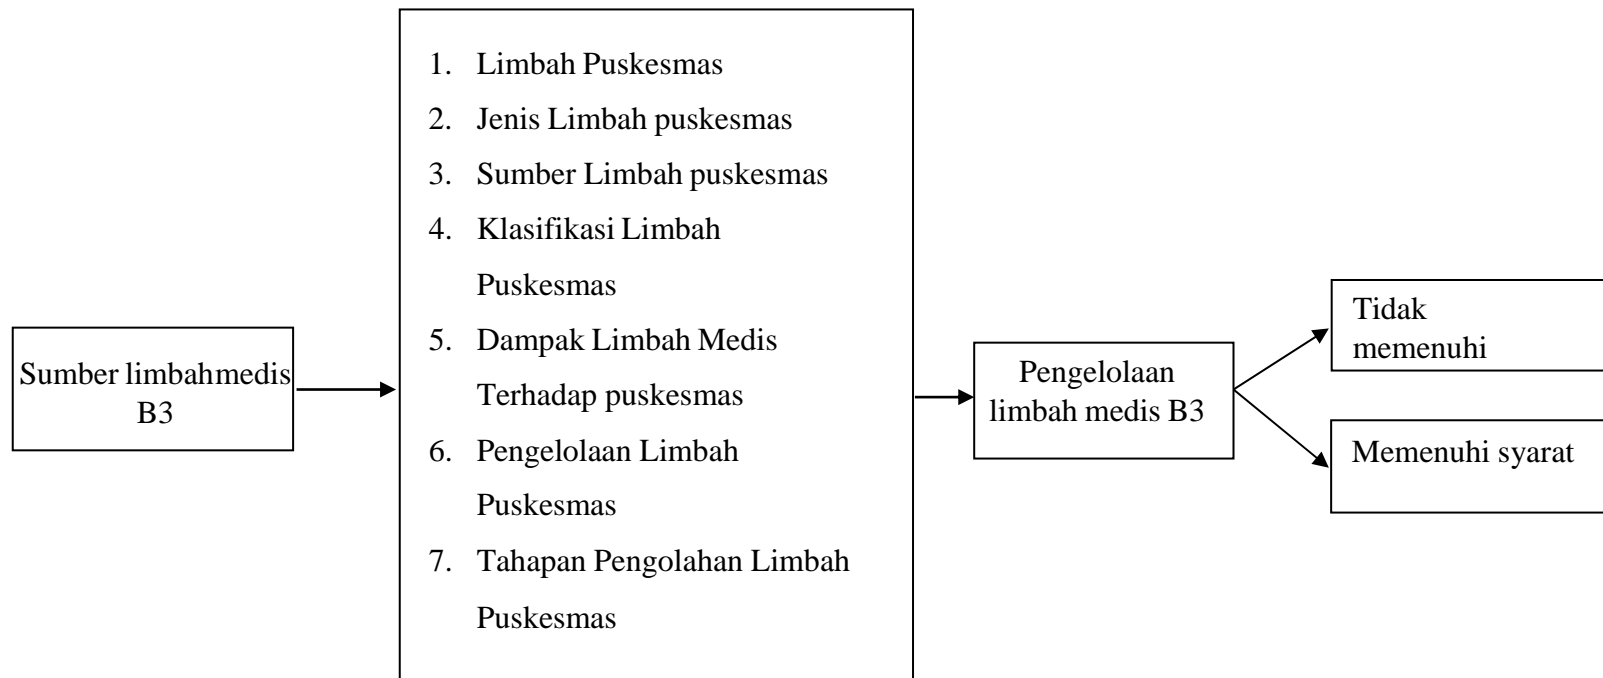 Sumber limbahmedis
B3
1. Limbah Puskesmas
2. Jenis Limbah puskesmas
3. Sumber Limbah puskesmas
4. Klasifikasi Limbah
Puskesmas
5. Dampak Limbah Medis
Terhadap puskesmas
6. Pengelolaan Limbah
Puskesmas
7. Tahapan Pengolahan Limbah
Puskesmas
Pengelolaan
limbah medis B3
Tidak
memenuhi
Memenuhi syarat